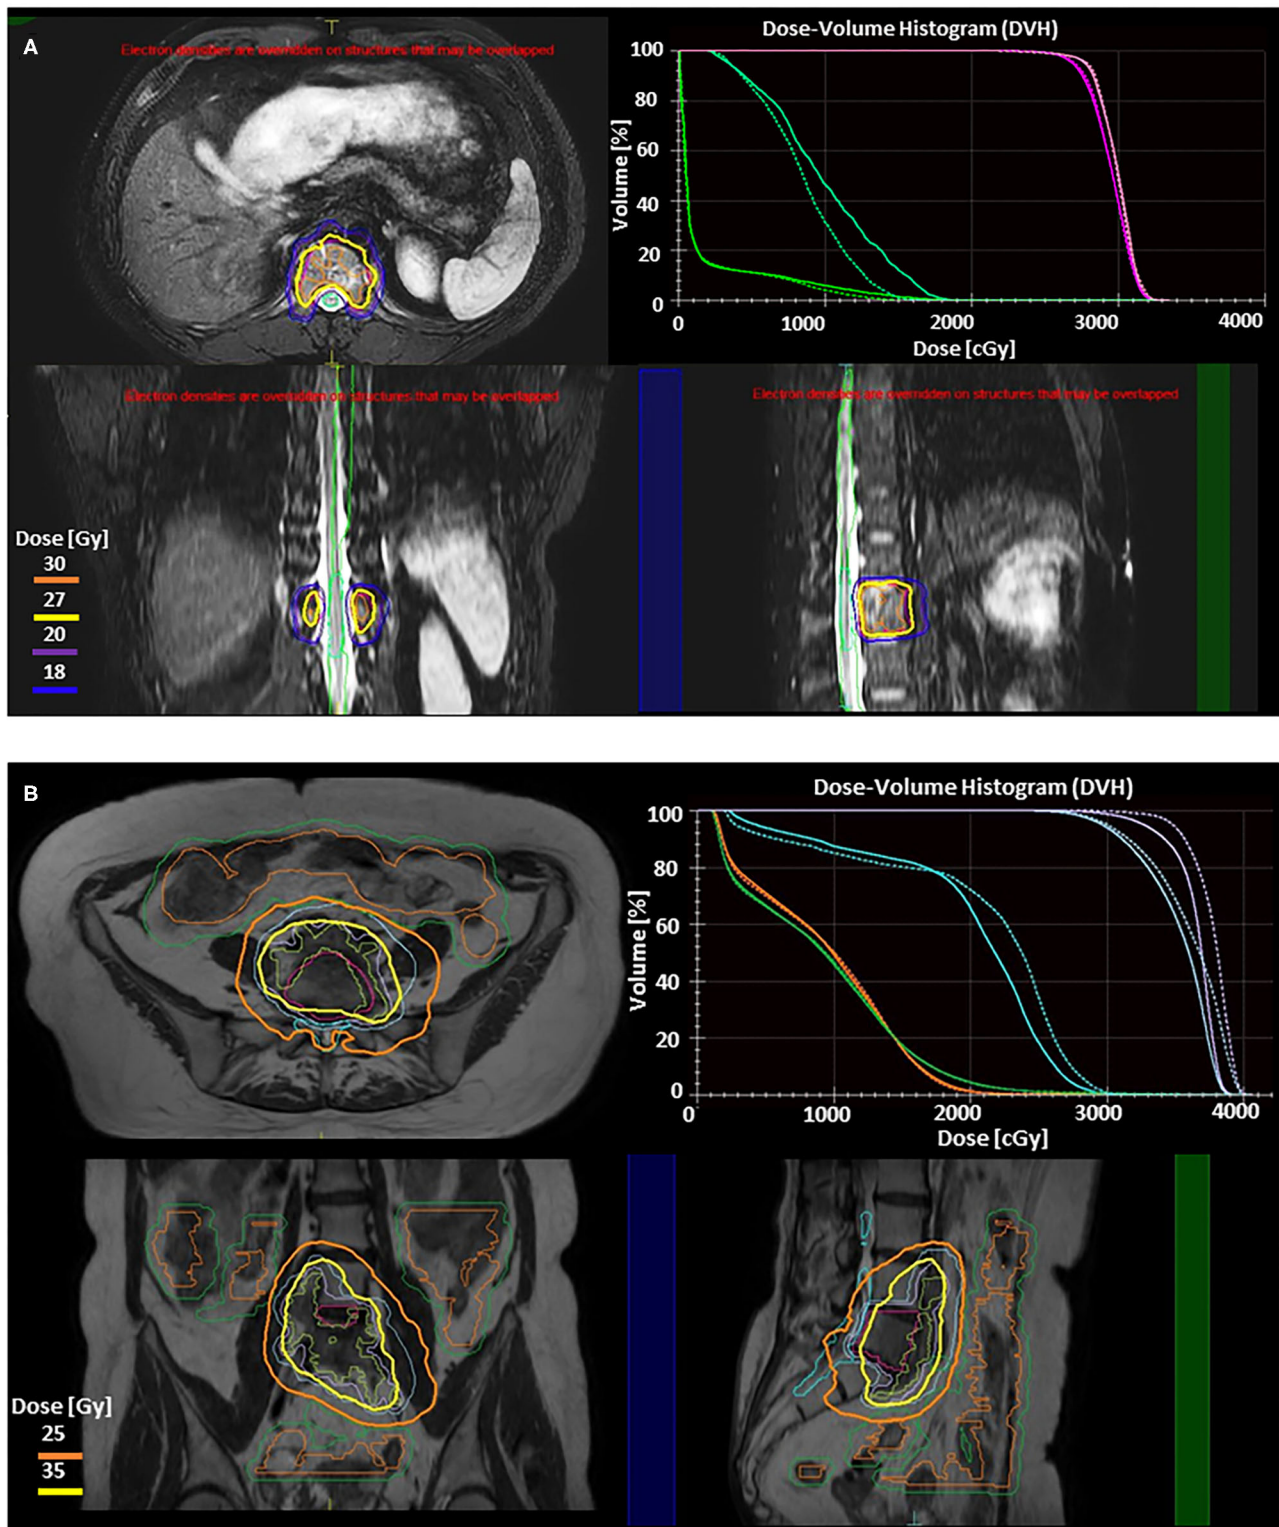 A
Electron densities are overridden on structures that may be overlapped
Dose-Volume Histogram (DVH)
Volume [%]
100
80
60
40
20
0
0
1000
2000
3000
4000
Dose [cGy]
Electron densities are overridden on structures that may be overlapped
Electron densities are overridden on structures that may be overlapped
Dose [Gy]
30
27
20
18
B
Dose-Volume Histogram (DVH)
Volume [%]
100
80
60
40
20
0
0
1000
2000
3000
4000
Dose [cGy]
Dose [Gy]
25
35